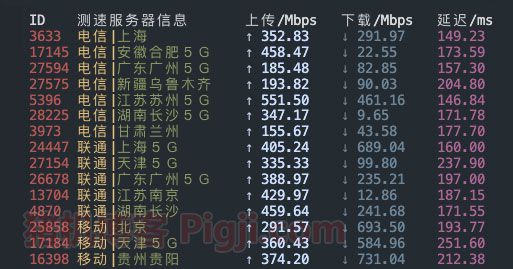 ID 测速服务器信息 上传/Mbps 下载/Mbps 延迟/ms
3633 电信|上海 ↑ 352.83 ↓ 291.97 149.23
17145 电信|安徽合肥５Ｇ ↑ 458.47 ↓ 22.55 173.59
27594 电信|广东广州５Ｇ ↑ 185.48 ↓ 82.85 157.30
27575 电信|新疆乌鲁木齐 ↑ 193.82 ↓ 90.03 204.80
5396 电信|江苏苏州５Ｇ ↑ 551.50 ↓ 461.16 146.84
28225 电信|湖南长沙５Ｇ ↑ 347.17 ↓ 9.65 171.78
3973 电信|甘肃兰州 ↑ 155.67 ↓ 43.58 177.70
24447 联通|上海５Ｇ ↑ 405.24 ↓ 689.04 160.00
27154 联通|天津５Ｇ ↑ 335.33 ↓ 99.80 237.90
26678 联通|广东广州５Ｇ ↑ 388.97 ↓ 235.21 197.00
13704 联通|江苏南京 ↑ 429.97 ↓ 12.86 187.15
4870 联通|湖南长沙 ↑ 459.64 ↓ 241.68 171.55
25858 移动|北京 ↑ 291.57 ↓ 693.50 193.77
17184 移动|天津５Ｇ ↑ 360.43 ↓ 584.96 251.60
16398 移动|贵州贵阳 ↑ 374.20 ↓ 731.04 212.38
Pigji.com